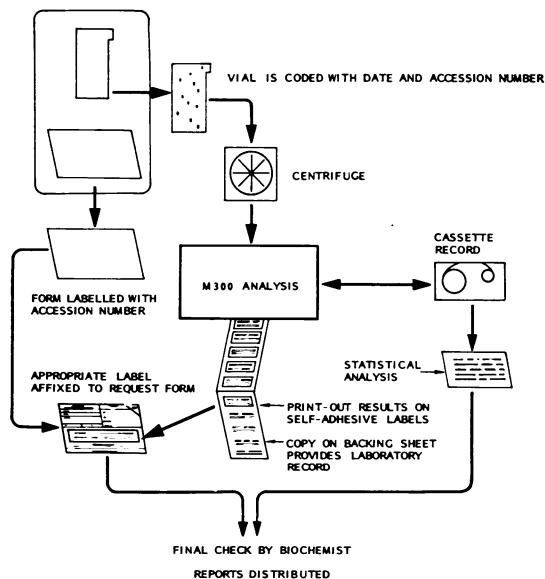 VIAL IS CODED WITH DATE AND ACCESSION NUMBER
CENTRIFUGE
CASSETTE
RECORD
M300 ANALYSIS
FORM LABELLED WITH
ACCESSION NUMBER
STATISTICAL
ANALYSIS
APPROPRIATE LABEL
AFFIXED TO REQUEST FORM
PRINT-OUT RESULTS ON
SELF-ADHESIVE LABELS
COPY ON BACKING SHEET
PROVIDES LABORATORY
RECORD
FINAL CHECK BY BIOCHEMIST
REPORTS DISTRIBUTED